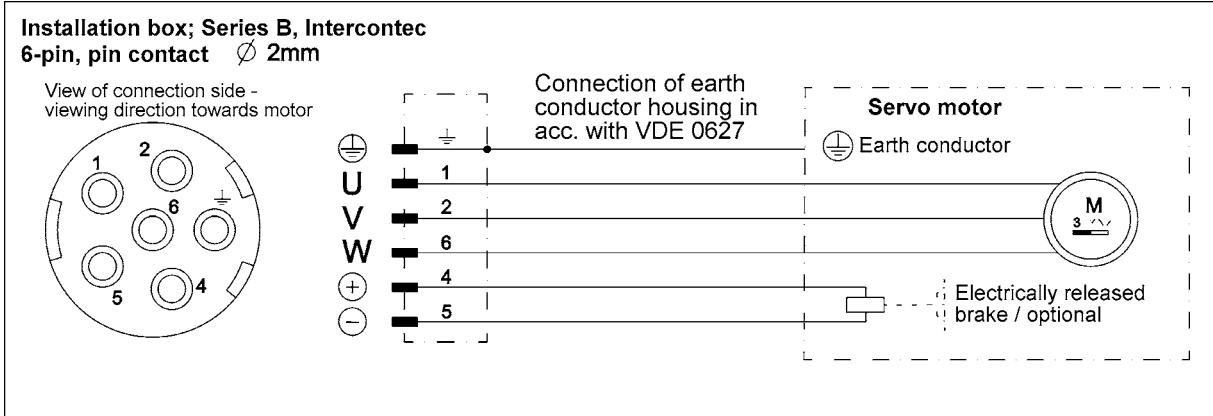 Installation box; Series B, Intercontec
6-pin, pin contact ∅ 2mm
View of connection side -
viewing direction towards motor
1
2
6
5
4
Connection of earth
conductor housing in
acc. with VDE 0627
U 1
V 2
W 6
+ 4
- 5
Servo motor
Earth conductor
M
3
Electrically released
brake / optional